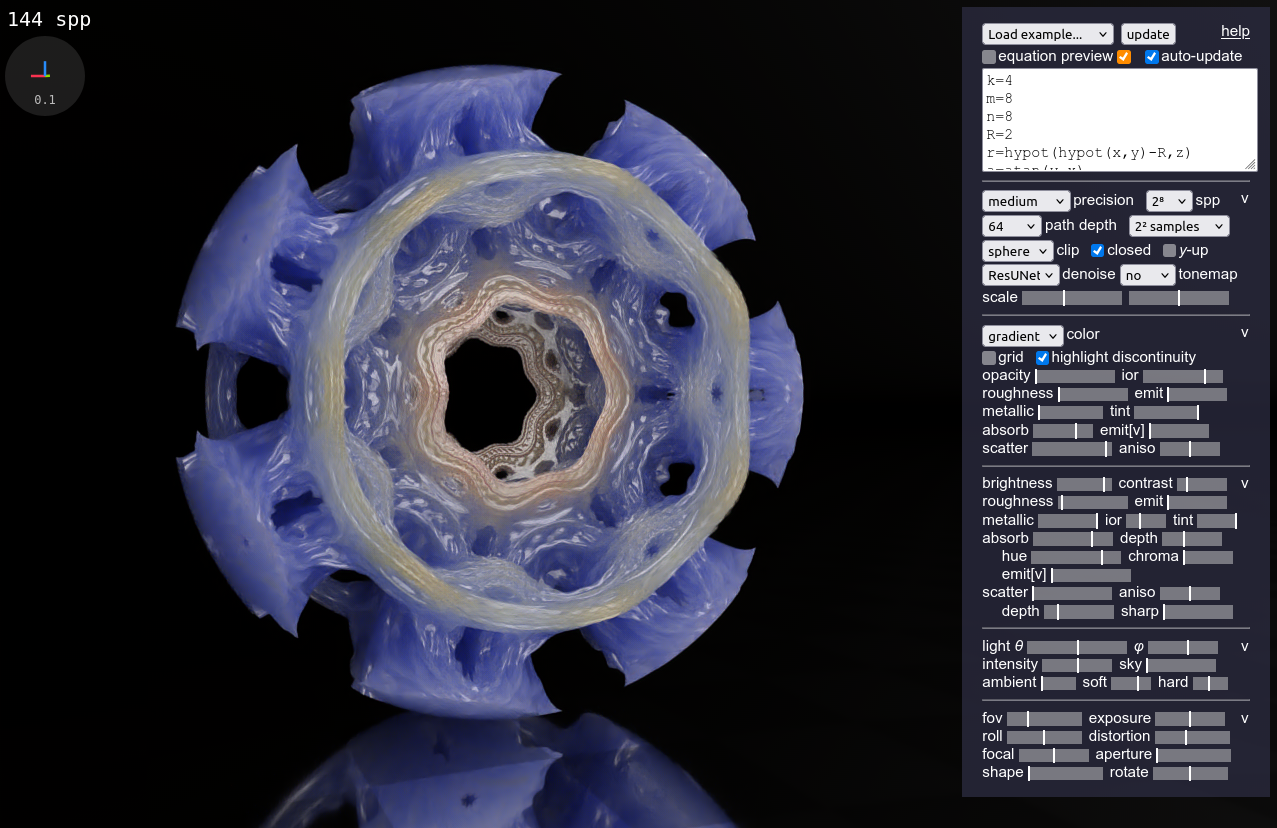 144 spp
0.1
Load example... update help
equation preview auto-update
k=4
m=8
n=8
R=2
r=hypot(hypot(x,y)-R,z)
medium precision 2⁸ spp v
64 path depth 2² samples
sphere clip closed y-up
ResUNet denoise no tonemap
scale
gradient color v
grid highlight discontinuity
opacity ior
roughness emit
metallic tint
absorb emit[v]
scatter aniso
brightness contrast v
roughness emit
metallic ior tint
absorb depth
hue chroma
emit[v]
scatter aniso
depth sharp
light θ φ v
intensity sky
ambient soft hard
fov exposure v
roll distortion
focal aperture
shape rotate